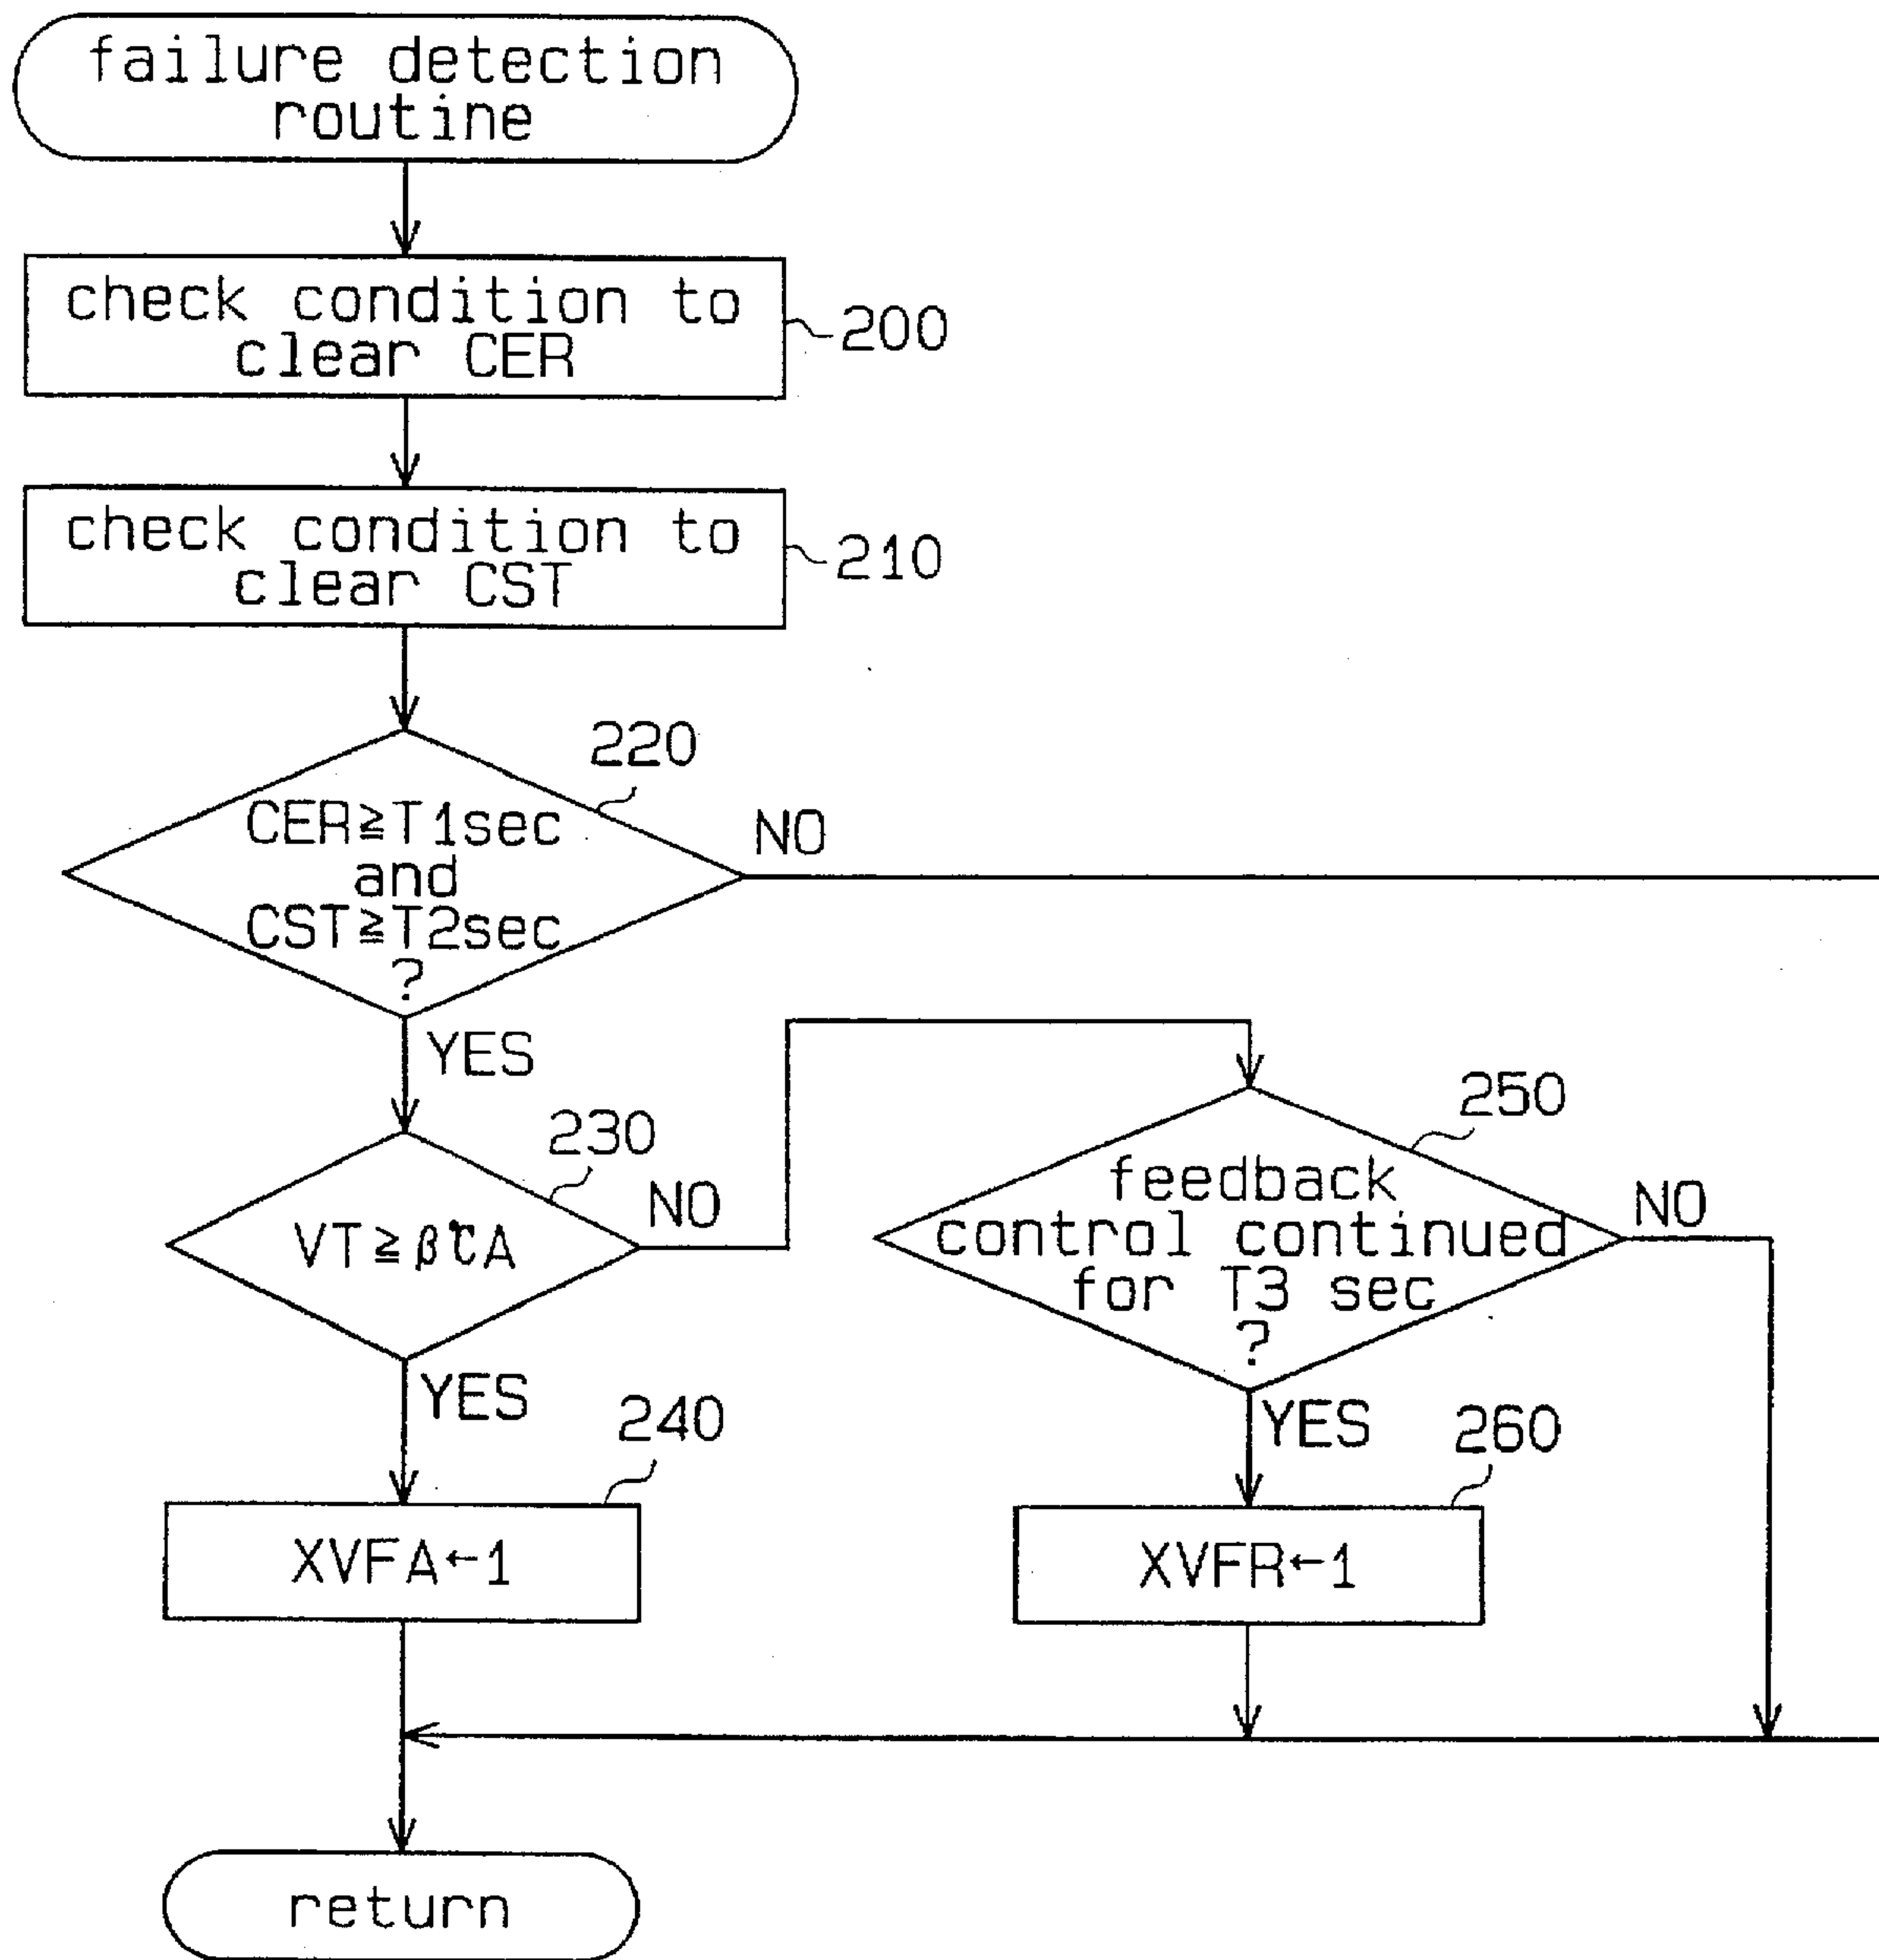 failure detection
routine
check condition to
clear CER
200
check condition to
clear CST
210
220
CER≧T1sec
and
CST≧T2sec
?
NO
YES
230
VT≧β℃A
NO
YES
250
feedback
control continued
for T3 sec
?
NO
YES
240
XVFA←1
260
XVFR←1
return